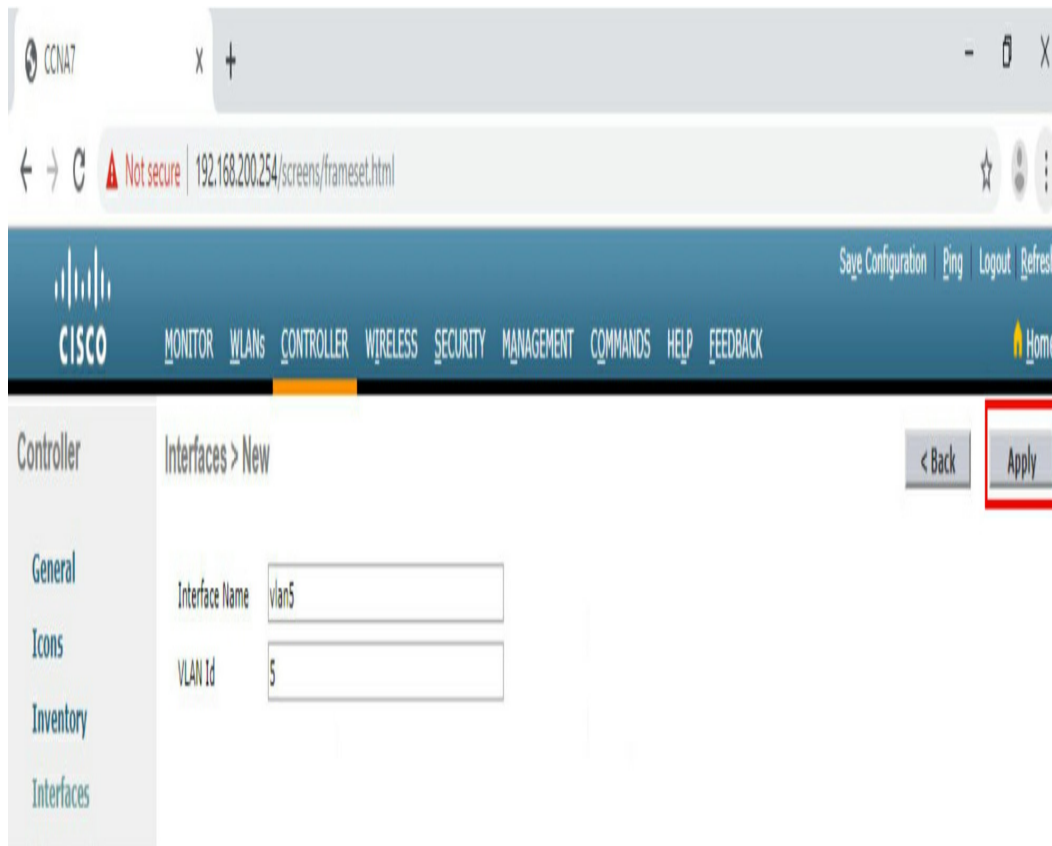 CCNA7
Not secure | 192.168.200.254/screens/frameset.html
Save Configuration | Ping | Logout | Refresh
CISCO
MONITOR WLANs CONTROLLER WIRELESS SECURITY MANAGEMENT COMMANDS HELP FEEDBACK
Home
Controller
Interfaces > New
< Back
Apply
General
Interface Name vlan5
Icons
VLAN Id 5
Inventory
Interfaces